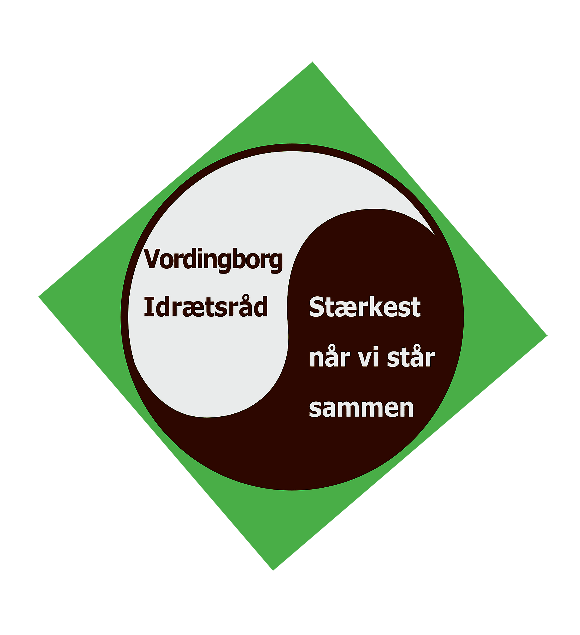 Vordingborg
Idrætsråd
Stærkest
når vi står
sammen